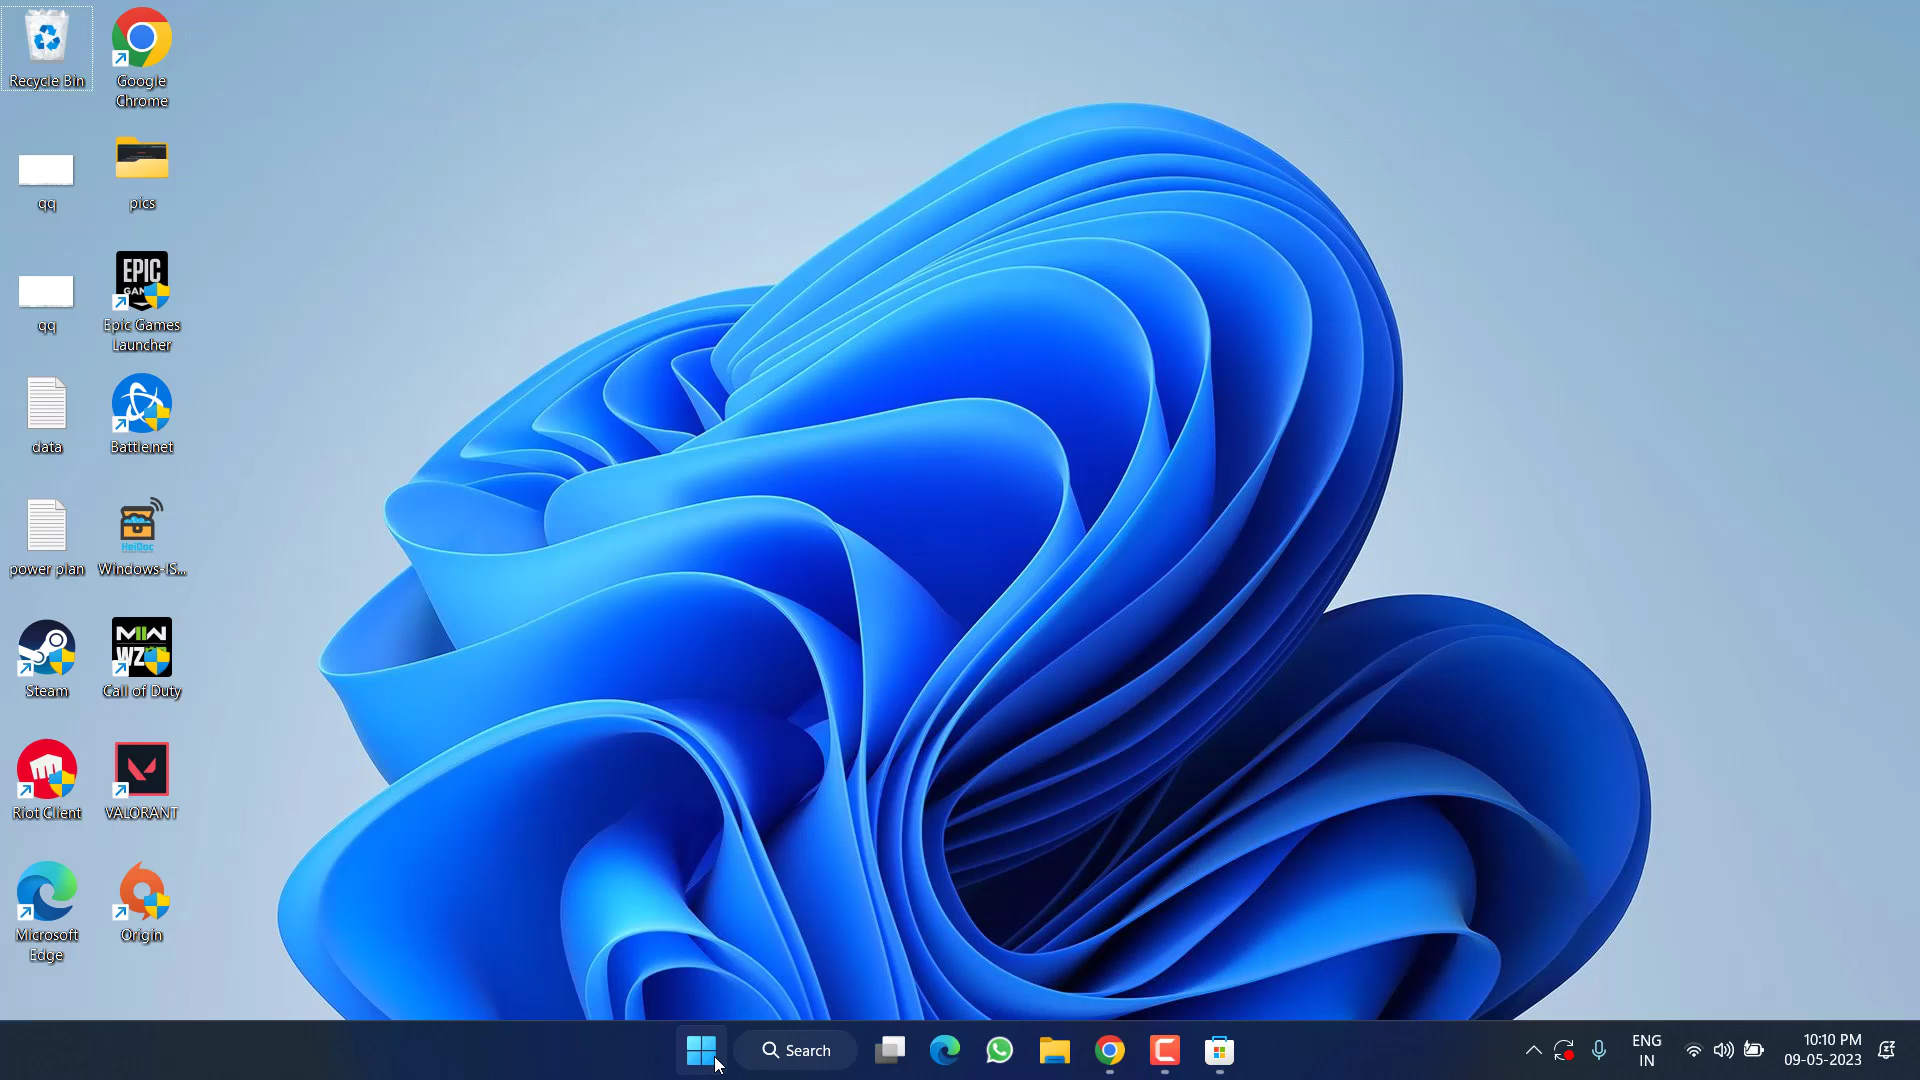 Recycle Bin
Google
Chrome
qq
pics
qq
EPIC
Epic Games
Launcher
data
Battle.net
power plan
HeiDoc
Windows-IS...
Steam
MW
WZ
Call of Duty
Riot Client
VALORANT
Microsoft
Edge
Origin
Search
ENG
IN
10:10 PM
09-05-2023